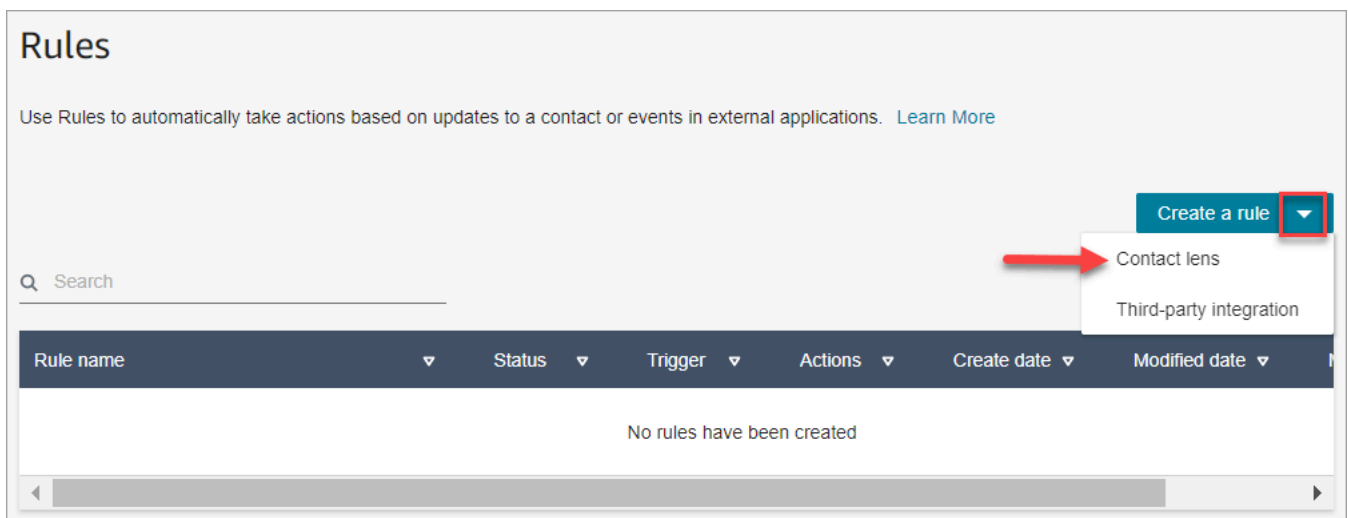 Rules
Use Rules to automatically take actions based on updates to a contact or events in external applications. Learn More
Create a rule
Contact lens
Search
Third-party integration
Rule name Status Trigger Actions Create date Modified date
No rules have been created